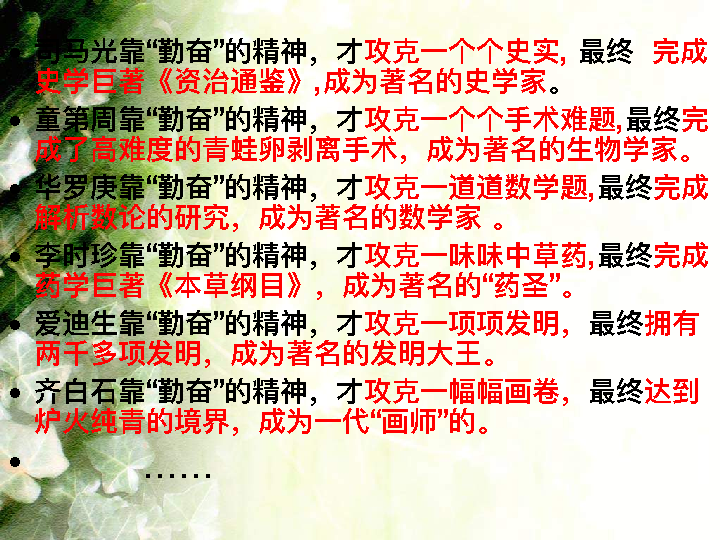 司马光靠“勤奋”的精神，才攻克一个个史实，最终 完成
史学巨著《资治通鉴》,成为著名的史学家。
童第周靠“勤奋”的精神，才攻克一个个手术难题,最终完
成了高难度的青蛙卵剥离手术，成为著名的生物学家。
华罗庚靠“勤奋”的精神，才攻克一道道数学题,最终完成
解析数论的研究，成为著名的数学家 。
李时珍靠“勤奋”的精神，才攻克一味味中草药,最终完成
药学巨著《本草纲目》，成为著名的“药圣”。
爱迪生靠“勤奋”的精神，才攻克一项项发明，最终拥有
两千多项发明，成为著名的发明大王。
齐白石靠“勤奋”的精神，才攻克一幅幅画卷，最终达到
炉火纯青的境界，成为一代“画师”的。
……